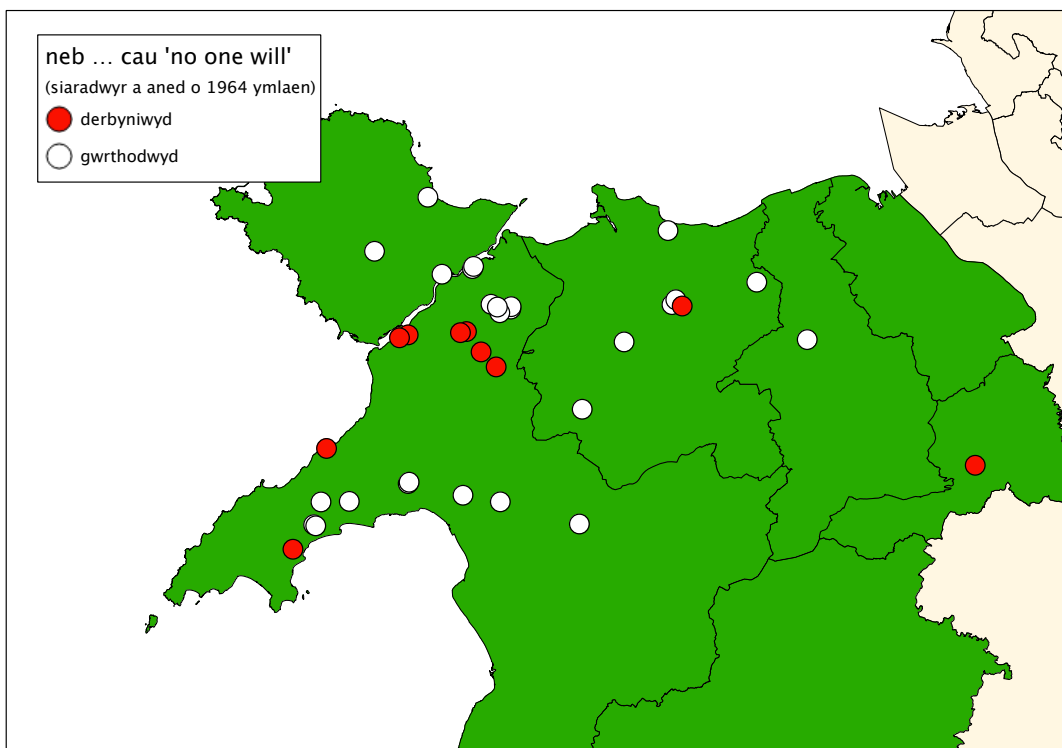 neb ... cau 'no one will'
(siaradwyr a aned o 1964 ymlaen)
derbyniwyd
gwrthodwyd